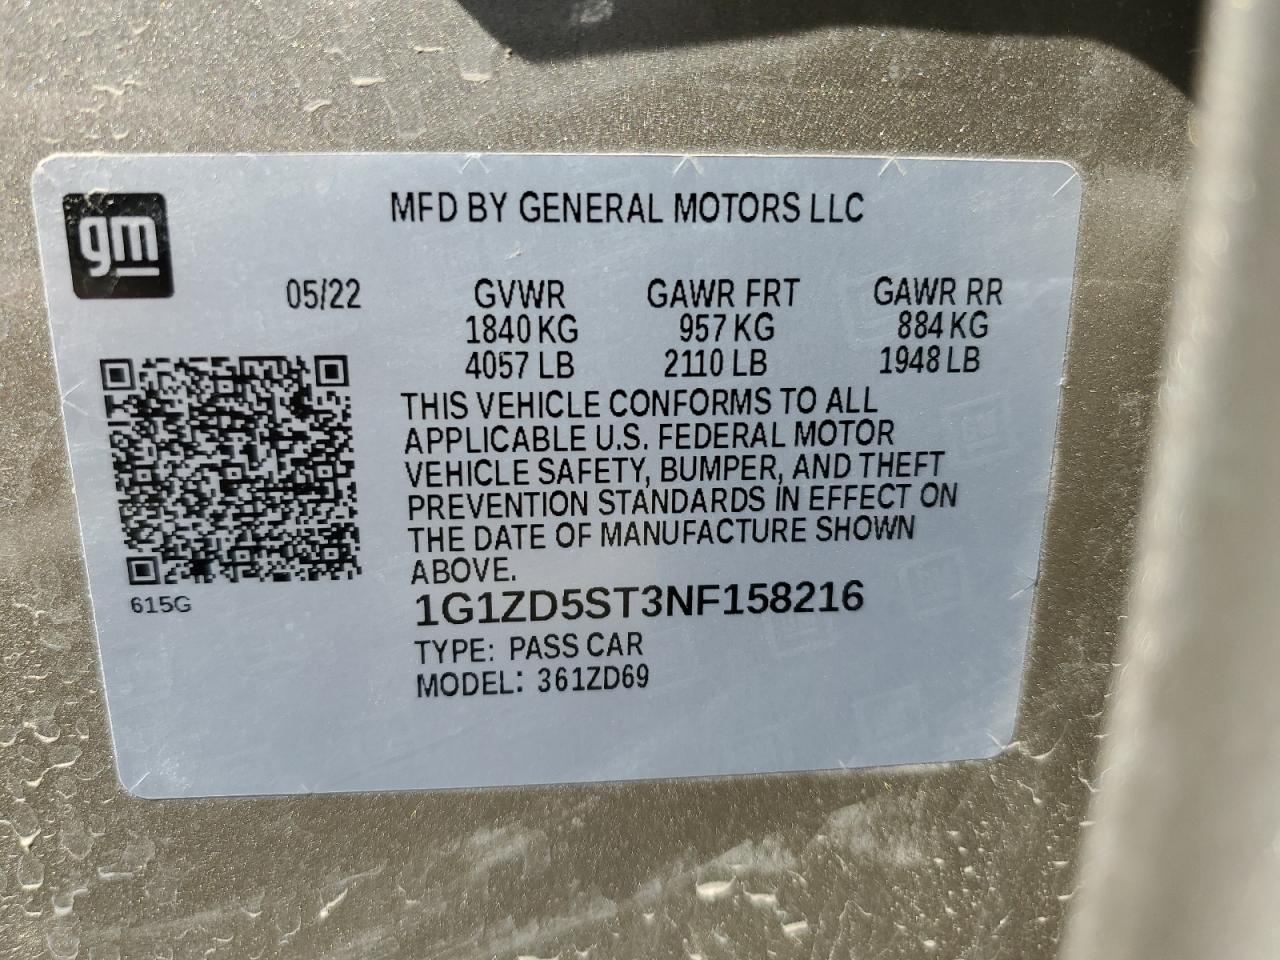 gm
MFD BY GENERAL MOTORS LLC
05/22 GVWR GAWR FRT GAWR RR
1840 KG 957 KG 884 KG
4057 LB 2110 LB 1948 LB
THIS VEHICLE CONFORMS TO ALL
APPLICABLE U.S. FEDERAL MOTOR
VEHICLE SAFETY, BUMPER, AND THEFT
PREVENTION STANDARDS IN EFFECT ON
THE DATE OF MANUFACTURE SHOWN
ABOVE.
615G
1G1ZD5ST3NF158216
TYPE: PASS CAR
MODEL: 361ZD69